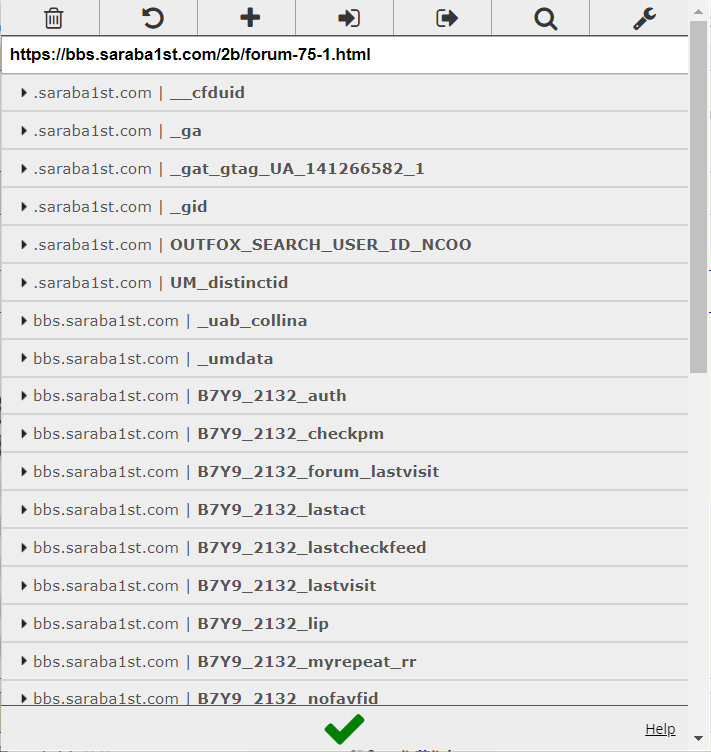 https://bbs.saraba1st.com/2b/forum-75-1.html
.saraba1st.com | __cfduid
.saraba1st.com | _ga
.saraba1st.com | _gat_gtag_UA_141266582_1
.saraba1st.com | _gid
.saraba1st.com | OUTFOX_SEARCH_USER_ID_NCOO
.saraba1st.com | UM_distinctid
bbs.saraba1st.com | _uab_collina
bbs.saraba1st.com | _umdata
bbs.saraba1st.com | B7Y9_2132_auth
bbs.saraba1st.com | B7Y9_2132_checkpm
bbs.saraba1st.com | B7Y9_2132_forum_lastvisit
bbs.saraba1st.com | B7Y9_2132_lastact
bbs.saraba1st.com | B7Y9_2132_lastcheckfeed
bbs.saraba1st.com | B7Y9_2132_lastvisit
bbs.saraba1st.com | B7Y9_2132_lip
bbs.saraba1st.com | B7Y9_2132_myrepeat_rr
bbs.saraba1st.com | B7Y9_2132_nofavfid
Help